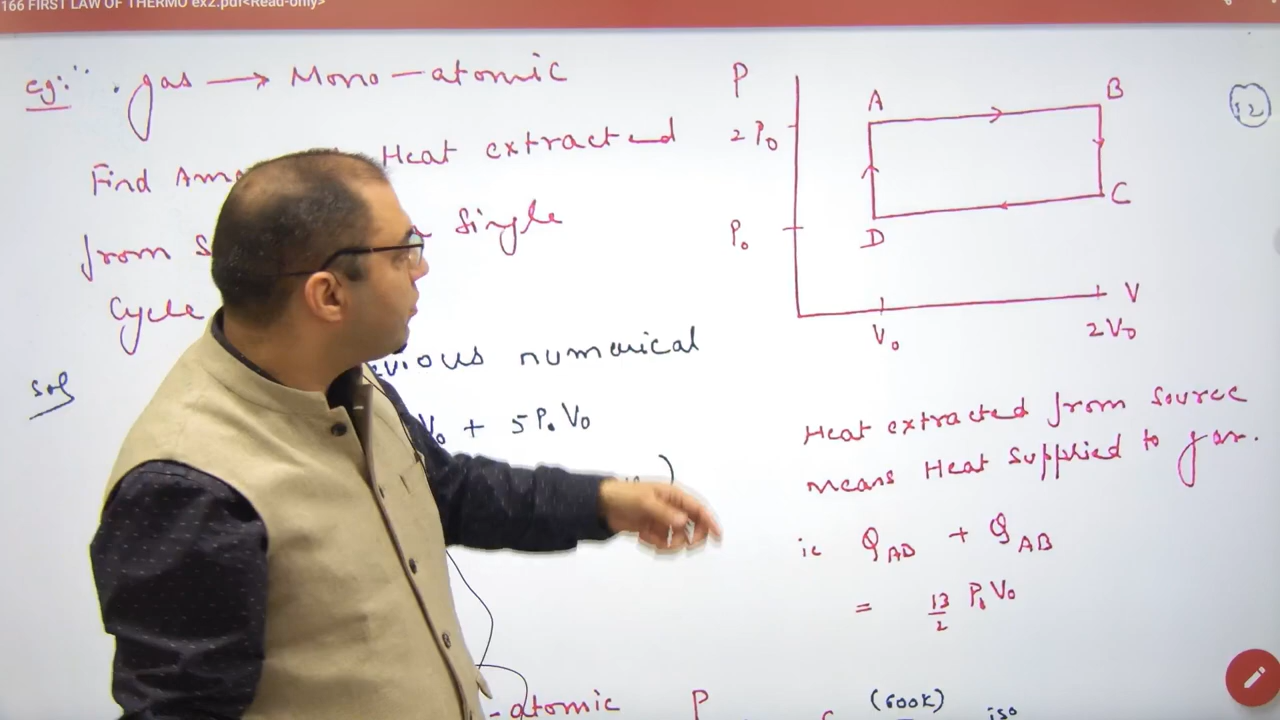 166 FIRST LAW OF THERMO ex2.pdf<Read-only>
eg:- gas → Mono-atomic
Find Heat extracted
from Single
Cycle
Sol
numerical
+ 5P₀V₀
P
2P₀
P₀
A
B
C
D
V₀
2V₀
V
12
Heat extracted from source
means Heat supplied to gas.
ie Q_AD + Q_AB
= 13/2 P₀V₀
-atomic P
(600K)
iso